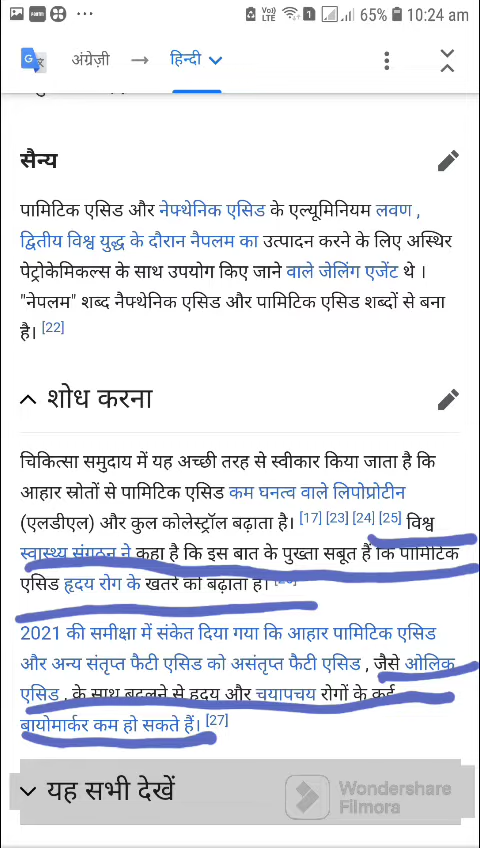 65% 10:24 am
अंग्रेज़ी → हिन्दी
सैन्य
पामिटिक एसिड और नेफ्थेनिक एसिड के एल्यूमिनियम लवण ,
द्वितीय विश्व युद्ध के दौरान नैपलम का उत्पादन करने के लिए अस्थिर
पेट्रोकेमिकल्स के साथ उपयोग किए जाने वाले जेलिंग एजेंट थे ।
"नेपलम" शब्द नैफ्थेनिक एसिड और पामिटिक एसिड शब्दों से बना
है। [22]
शोध करना
चिकित्सा समुदाय में यह अच्छी तरह से स्वीकार किया जाता है कि
आहार स्रोतों से पामिटिक एसिड कम घनत्व वाले लिपोप्रोटीन
(एलडीएल) और कुल कोलेस्ट्रॉल बढ़ाता है। [17] [23] [24] [25] विश्व
स्वास्थ्य संगठन ने कहा है कि इस बात के पुख्ता सबूत हैं कि पामिटिक
एसिड हृदय रोग के खतरे को बढ़ाता है।
2021 की समीक्षा में संकेत दिया गया कि आहार पामिटिक एसिड
और अन्य संतृप्त फैटी एसिड को असंतृप्त फैटी एसिड , जैसे ओलिक
एसिड , के साथ बदलने से हृदय और चयापचय रोगों के कई
बायोमार्कर कम हो सकते हैं। [27]
यह सभी देखें
Wondershare
Filmora